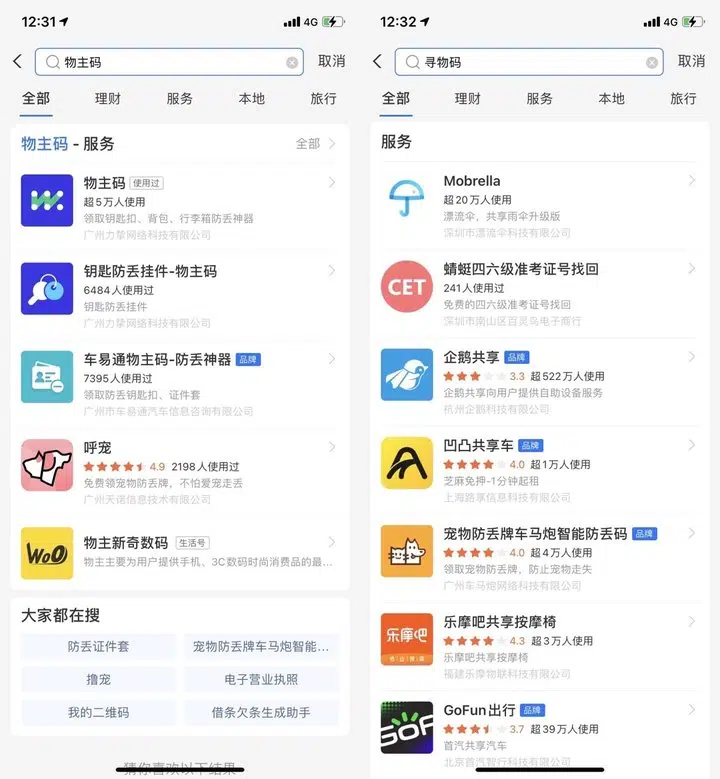 12:31
4G
物主码
取消
全部
理财
服务
本地
旅行
物主码 - 服务
全部
物主码 使用过
超5万人使用
领取钥匙扣、背包、行李箱防丢神器
广州力挚网络科技有限公司
钥匙防丢挂件-物主码
6484人使用过
钥匙防丢挂件
广州力挚网络科技有限公司
车易通物主码-防丢神器 品牌
7395人使用过
领取防丢钥匙扣、证件套
广州市车易通汽车信息咨询有限公司
呼宠
4.9 2198人使用过
免费领宠物防丢牌，不怕爱宠走丢
广州天诺信息技术有限公司
WoO
物主新奇数码 生活号
物主主要为用户提供手机、3C数码时尚消费品的最...
大家都在搜
防丢证件套
宠物防丢牌车马炮智能...
撸宠
电子营业执照
我的二维码
借条欠条生成助手
猜你喜欢以下结果
12:32
4G
寻物码
取消
全部
理财
服务
本地
旅行
服务
Mobrella
超20万人使用
漂流伞，共享雨伞升级版
深圳市漂流伞科技有限公司
CET
蜻蜓四六级准考证号找回
241人使用过
免费的四六级准考证号找回
深圳市南山区百灵鸟电子商行
企鹅共享 品牌
3.3 超522万人使用
企鹅共享向用户提供自助设备服务
杭州企鹅科技有限公司
凹凸共享车 品牌
4.0 超1万人使用
芝麻免押-1分钟起租
上海路享信息科技有限公司
宠物防丢牌车马炮智能防丢码 品牌
4.0 超4万人使用
领取宠物防丢牌，防止宠物走失
广州车马炮网络科技有限公司
乐摩吧
乐摩吧共享按摩椅
4.3 超3万人使用
乐摩吧共享按摩椅
福建乐摩物联科技有限公司
GOF
GoFun出行 品牌
3.7 超39万人使用
首汽共享汽车
北京首汽智行科技有限公司